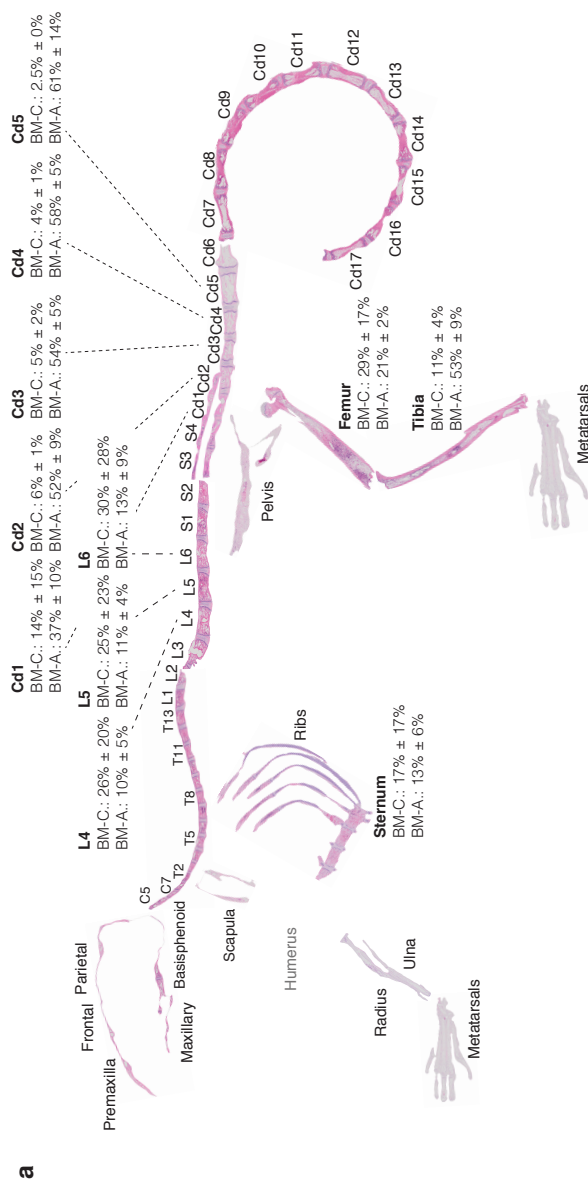 a
Cd1
BM-C.: 14% ± 15%
BM-A.: 37% ± 10%
Cd2
BM-C.: 6% ± 1%
BM-A.: 52% ± 9%
Cd3
BM-C.: 5% ± 2%
BM-A.: 54% ± 5%
Cd4
BM-C.: 4% ± 1%
BM-A.: 58% ± 5%
Cd5
BM-C.: 2.5% ± 0%
BM-A.: 61% ± 14%
L4
BM-C.: 26% ± 20%
BM-A.: 10% ± 5%
L5
BM-C.: 25% ± 23%
BM-A.: 11% ± 4%
L6
BM-C.: 30% ± 28%
BM-A.: 13% ± 9%
Premaxilla
Frontal
Parietal
Maxillary
Basisphenoid
C5
C7
T2
T5
T8
T11
T13
L1
L2
L3
L4
L5
L6
S1
S2
S3
S4
Cd1
Cd2
Cd3
Cd4
Cd5
Cd6
Cd7
Cd8
Cd9
Cd10
Cd11
Cd12
Cd13
Cd14
Cd15
Cd16
Cd17
Scapula
Humerus
Radius
Ulna
Metatarsals
Ribs
Sternum
BM-C.: 17% ± 17%
BM-A.: 13% ± 6%
Pelvis
Femur
BM-C.: 29% ± 17%
BM-A.: 21% ± 2%
Tibia
BM-C.: 11% ± 4%
BM-A.: 53% ± 9%
Metatarsals